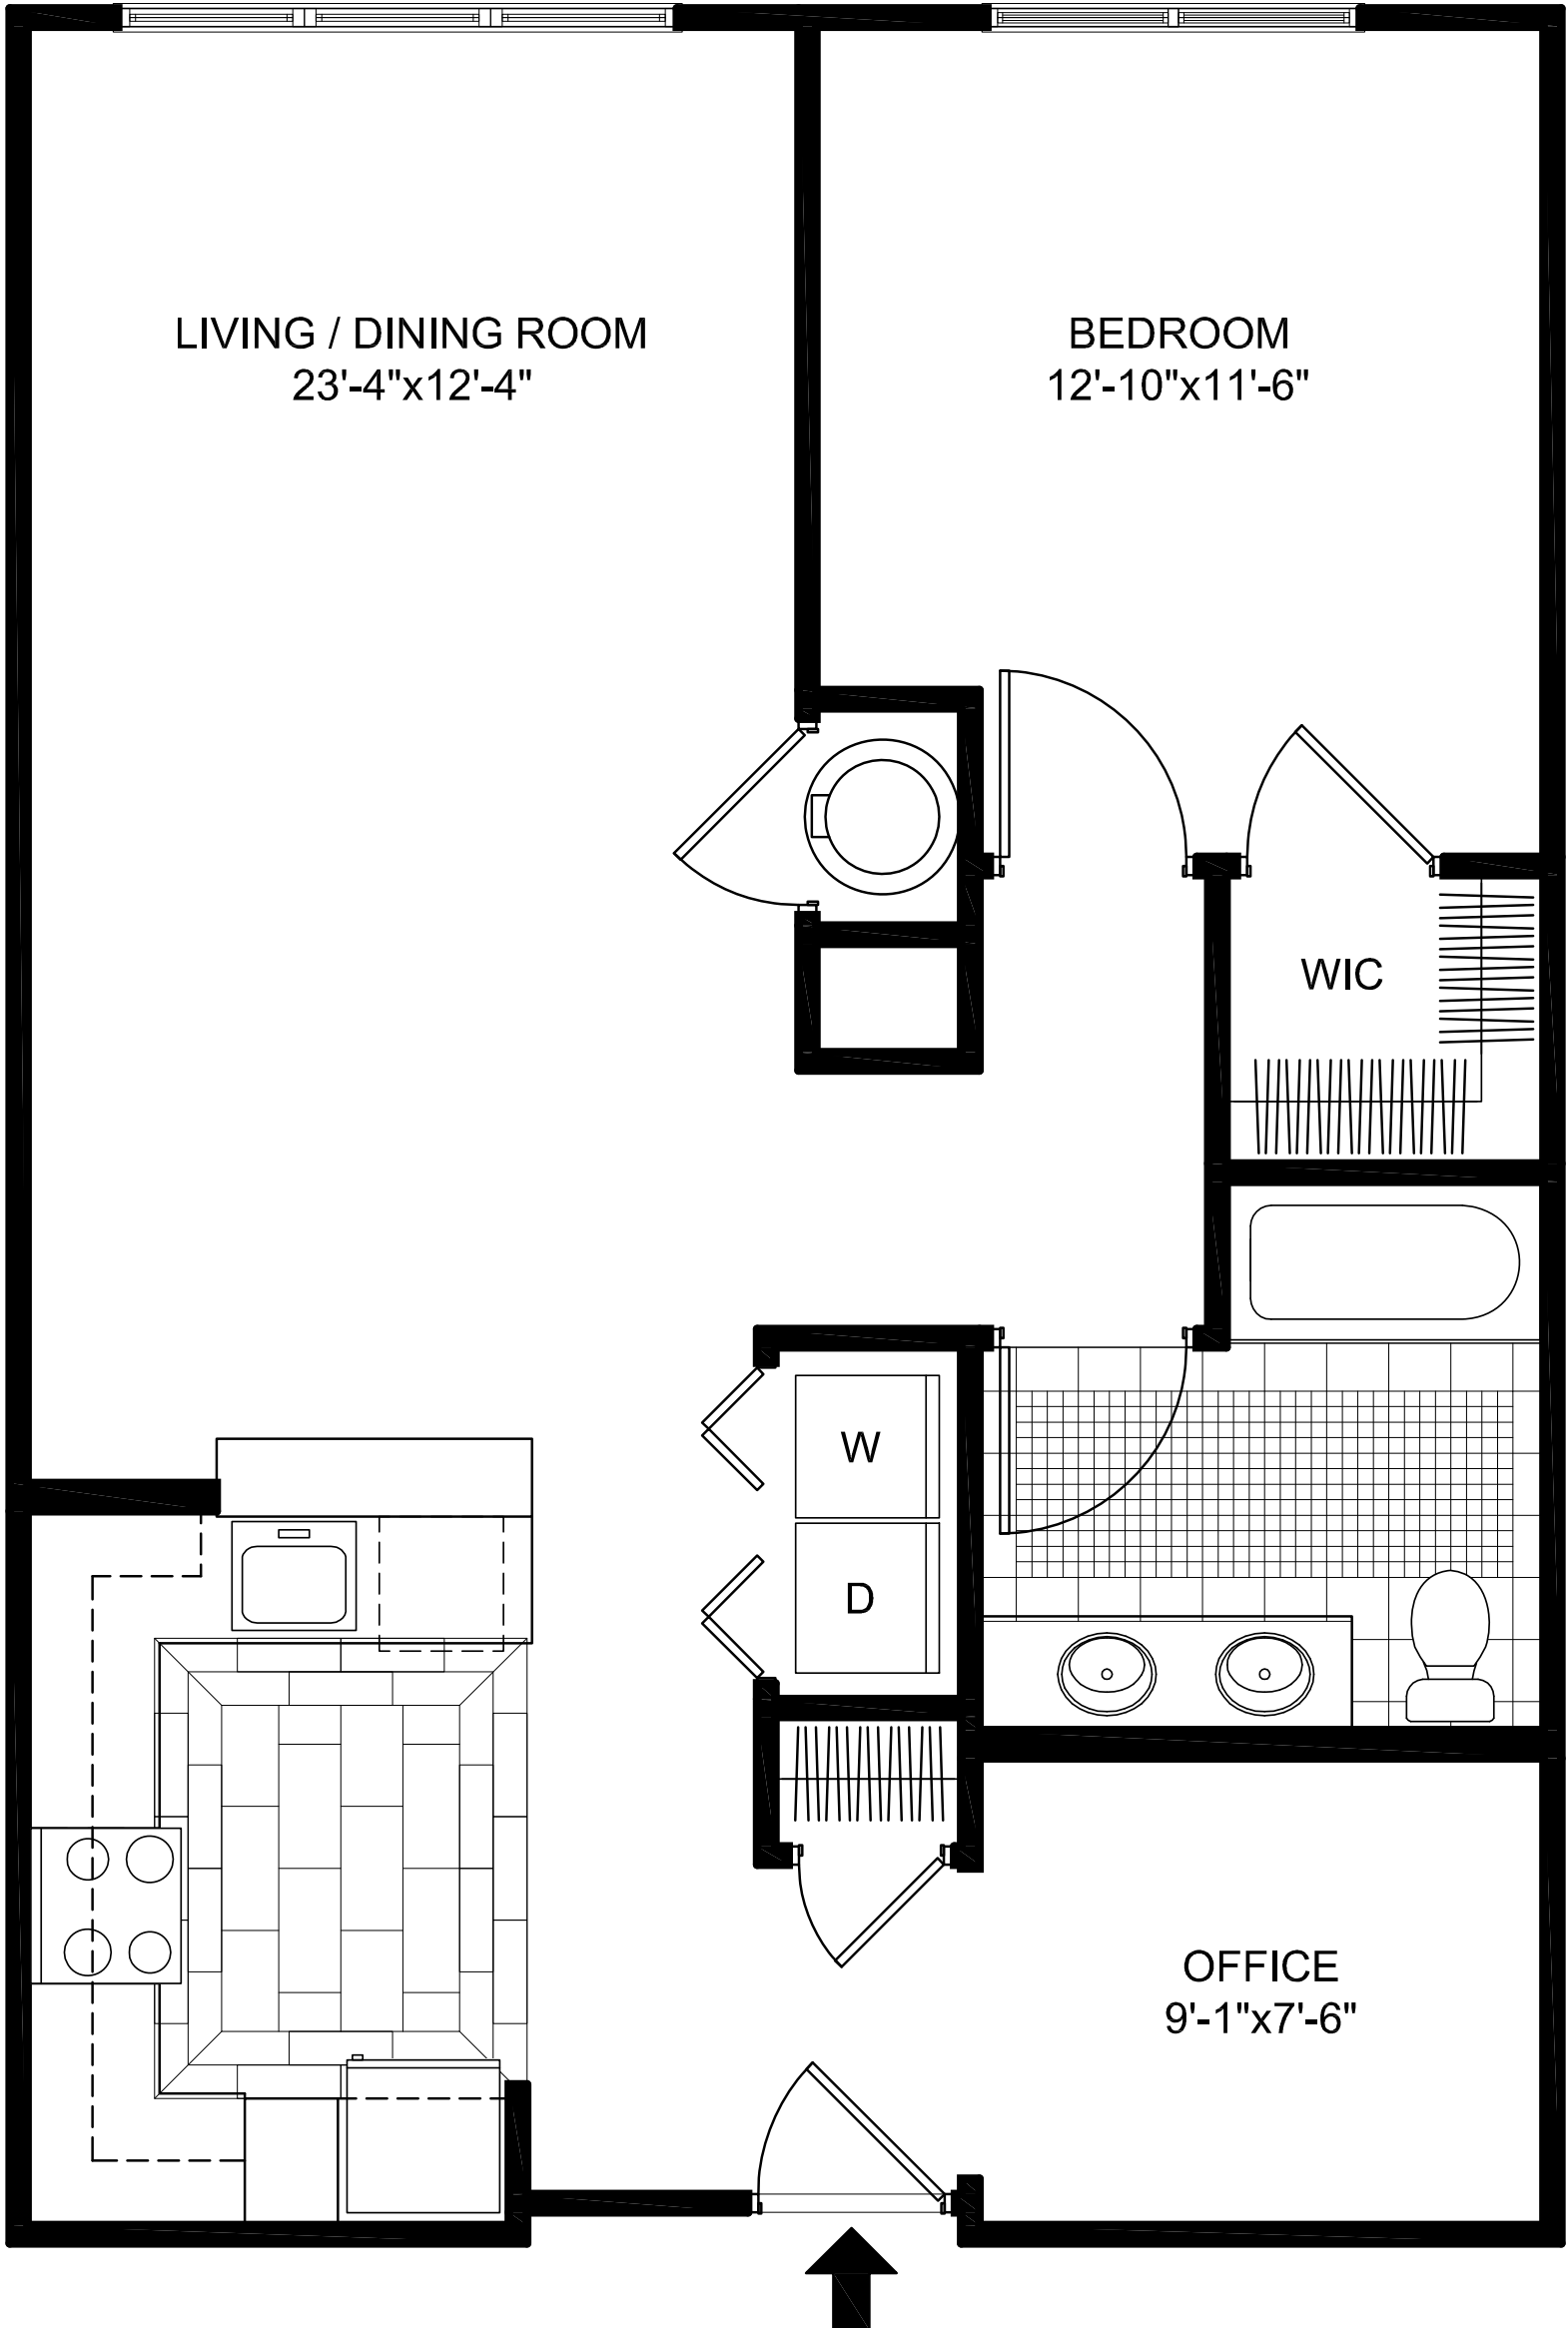 LIVING / DINING ROOM
23'-4"x12'-4"
BEDROOM
12'-10"x11'-6"
WIC
W
D
OFFICE
9'-1"x7'-6"